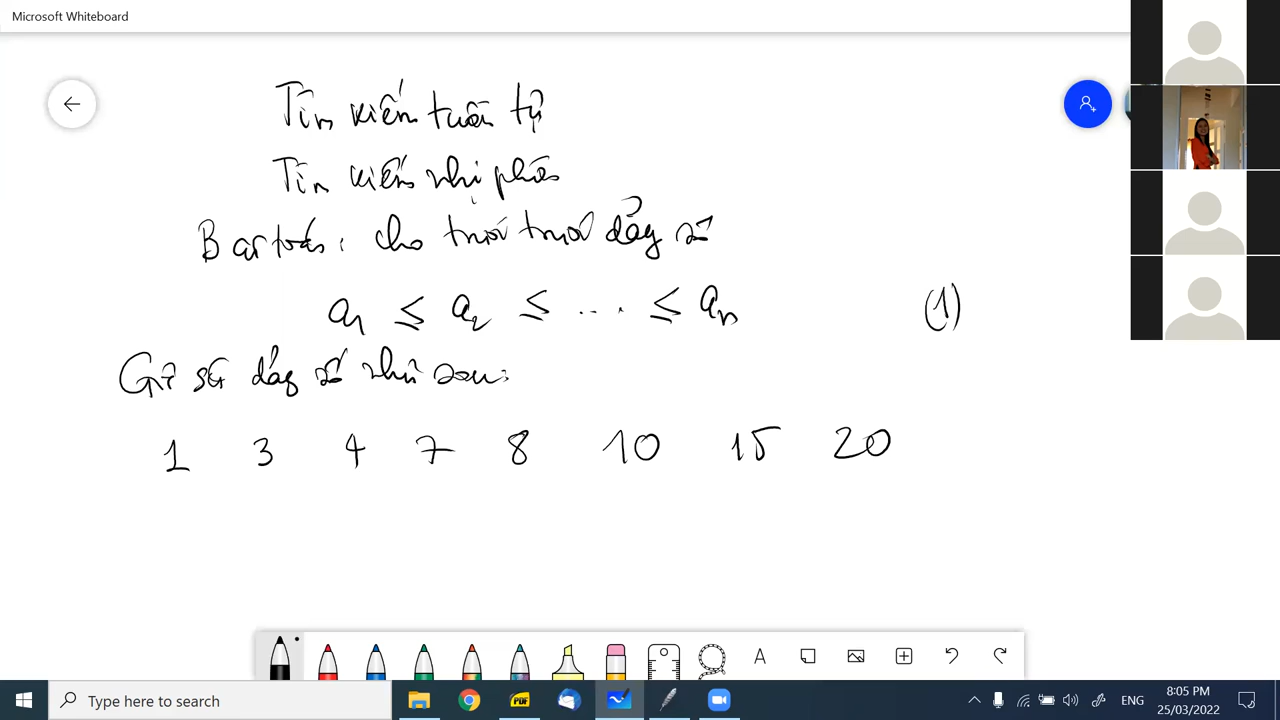 Microsoft Whiteboard
Tìm kiếm tuần tự
Tìm kiếm nhị phân
Bài toán: cho trước trước dãy số
a1 ≤ a2 ≤ ... ≤ an (1)
Giả sử dãy số như sau:
1 3 4 7 8 10 15 20
A
PDF
Type here to search
ENG
8:05 PM
25/03/2022